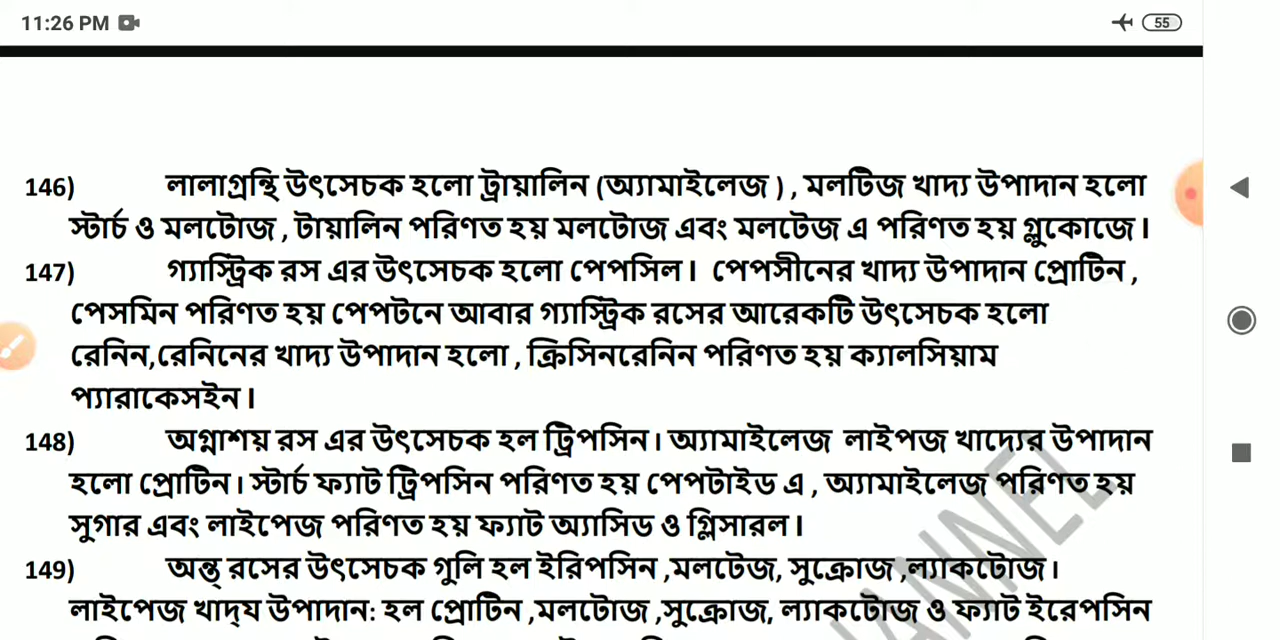 11:26 PM
55
146) লালাগ্রন্থি উৎসেচক হলো ট্রায়ালিন (অ্যামাইলেজ ) , মলটিজ খাদ্য উপাদান হলো
স্টার্চ ও মলটোজ , টায়ালিন পরিণত হয় মলটোজ এবং মলটেজ এ পরিণত হয় গ্লুকোজে।
147) গ্যাস্ট্রিক রস এর উৎসেচক হলো পেপসিল। পেপসীনের খাদ্য উপাদান প্রোটিন ,
পেসমিন পরিণত হয় পেপটনে আবার গ্যাস্ট্রিক রসের আরেকটি উৎসেচক হলো
রেনিন,রেনিনের খাদ্য উপাদান হলো , ক্রিসিনরেনিন পরিণত হয় ক্যালসিয়াম
প্যারাকেসইন।
148) অগ্নাশয় রস এর উৎসেচক হল ট্রিপসিন। অ্যামাইলেজ লাইপজ খাদ্যের উপাদান
হলো প্রোটিন। স্টার্চ ফ্যাট ট্রিপসিন পরিণত হয় পেপটাইড এ , অ্যামাইলেজ পরিণত হয়
সুগার এবং লাইপেজ পরিণত হয় ফ্যাট অ্যাসিড ও গ্লিসারল।
149) অন্ত্ রসের উৎসেচক গুলি হল ইরিপসিন ,মলটেজ, সুক্রোজ ,ল্যাকটোজ।
লাইপেজ খাদ্য উপাদান: হল প্রোটিন ,মলটোজ ,সুক্রোজ, ল্যাকটোজ ও ফ্যাট ইরেপসিন